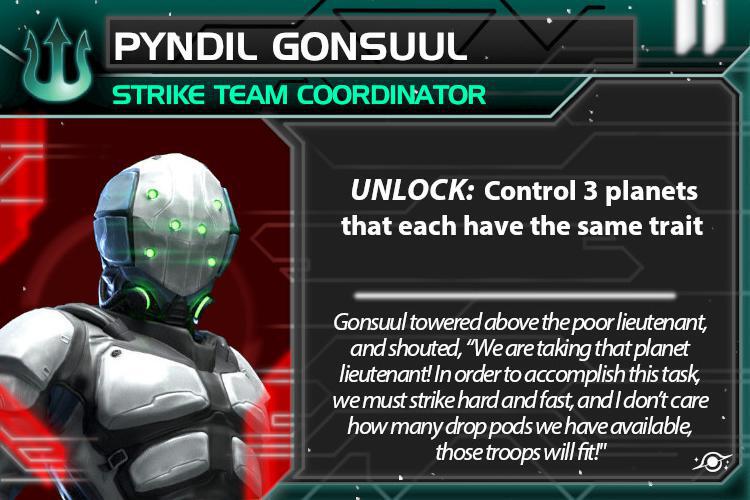 PYNDIL GONSUUL
STRIKE TEAM COORDINATOR
UNLOCK: Control 3 planets
that each have the same trait
Gonsuul towered above the poor lieutenant,
and shouted, “We are taking that planet
lieutenant! In order to accomplish this task,
we must strike hard and fast, and I don't care
how many drop pods we have available,
those troops will fit!"